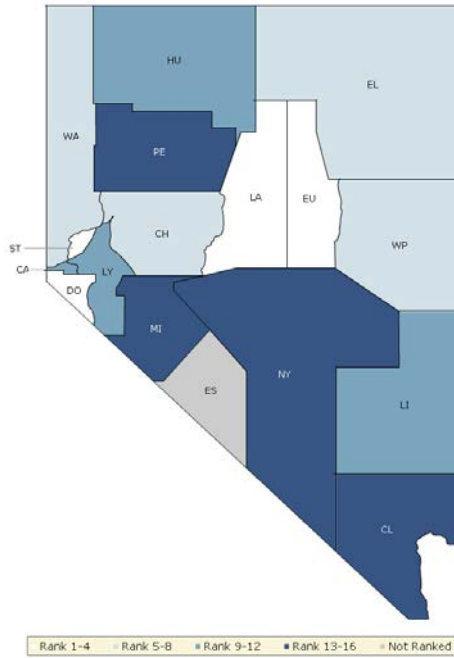 HU
EL
WA
PE
LA
EU
CH
WP
ST
CA
LY
DO
MI
NY
ES
LI
CL
Rank 1-4 Rank 5-8 Rank 9-12 Rank 13-16 Not Ranked